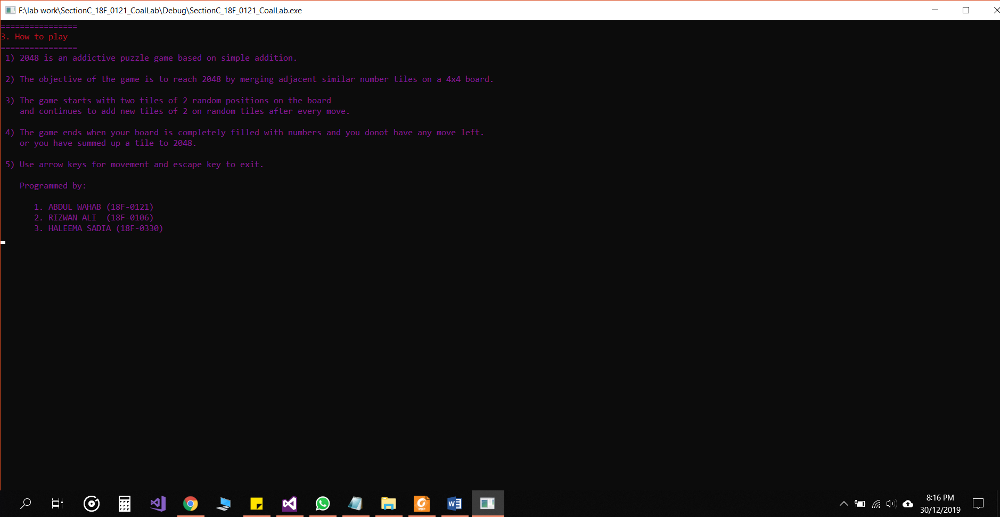 F:\lab work\SectionC_18F_0121_CoalLab\Debug\SectionC_18F_0121_CoalLab.exe
================
3. How to play
================
1) 2048 is an addictive puzzle game based on simple addition.
2) The objective of the game is to reach 2048 by merging adjacent similar number tiles on a 4x4 board.
3) The game starts with two tiles of 2 random positions on the board
and continues to add new tiles of 2 on random tiles after every move.
4) The game ends when your board is completely filled with numbers and you donot have any move left.
or you have summed up a tile to 2048.
5) Use arrow keys for movement and escape key to exit.
Programmed by:
1. ABDUL WAHAB (18F-0121)
2. RIZWAN ALI  (18F-0106)
3. HALEEMA SADIA (18F-0330)
PDF
W
8:16 PM
30/12/2019